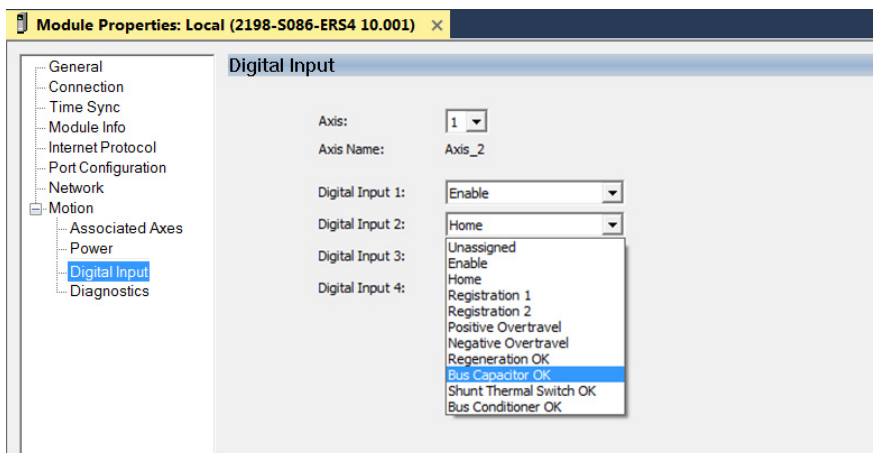 Module Properties: Local (2198-S086-ERS4 10.001) ×
General
Connection
Time Sync
Module Info
Internet Protocol
Port Configuration
Network
Motion
Associated Axes
Power
Digital Input
Diagnostics
Digital Input
Axis: 1
Axis Name: Axis_2
Digital Input 1: Enable
Digital Input 2: Home
Digital Input 3:
Digital Input 4:
Unassigned
Enable
Home
Registration 1
Registration 2
Positive Overtravel
Negative Overtravel
Regeneration OK
Bus Capacitor OK
Shunt Thermal Switch OK
Bus Conditioner OK